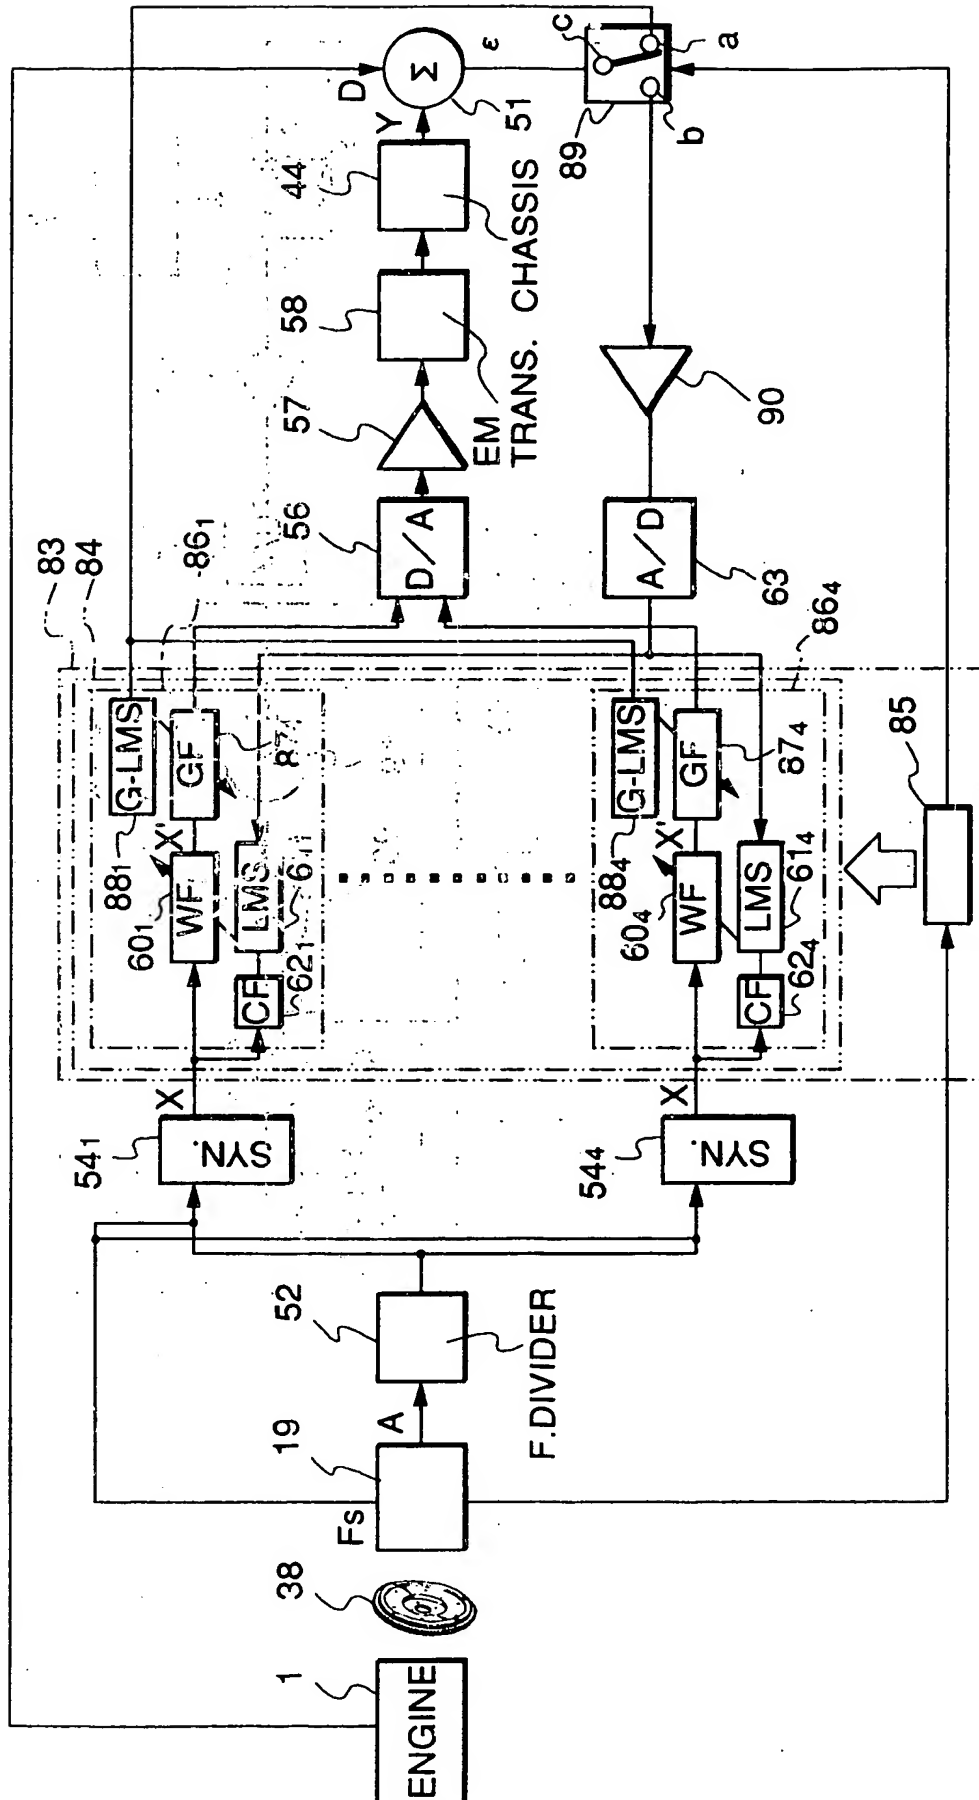 83
84
86₁
G-LMS
88₁
X'
WF
60₁
GF
LMS
CF
62₁
X
54₁
SYN.
D
Σ
ε
51
c
a
b
89
Y
44
CHASSIS
58
EM
TRANS.
57
56
D/A
90
A/D
63
86₄
G-LMS
88₄
X'
WF
60₄
GF
87₄
LMS
61₄
CF
62₄
X
54₄
SYN.
85
52
F.DIVIDER
A
19
Fs
38
1
ENGINE